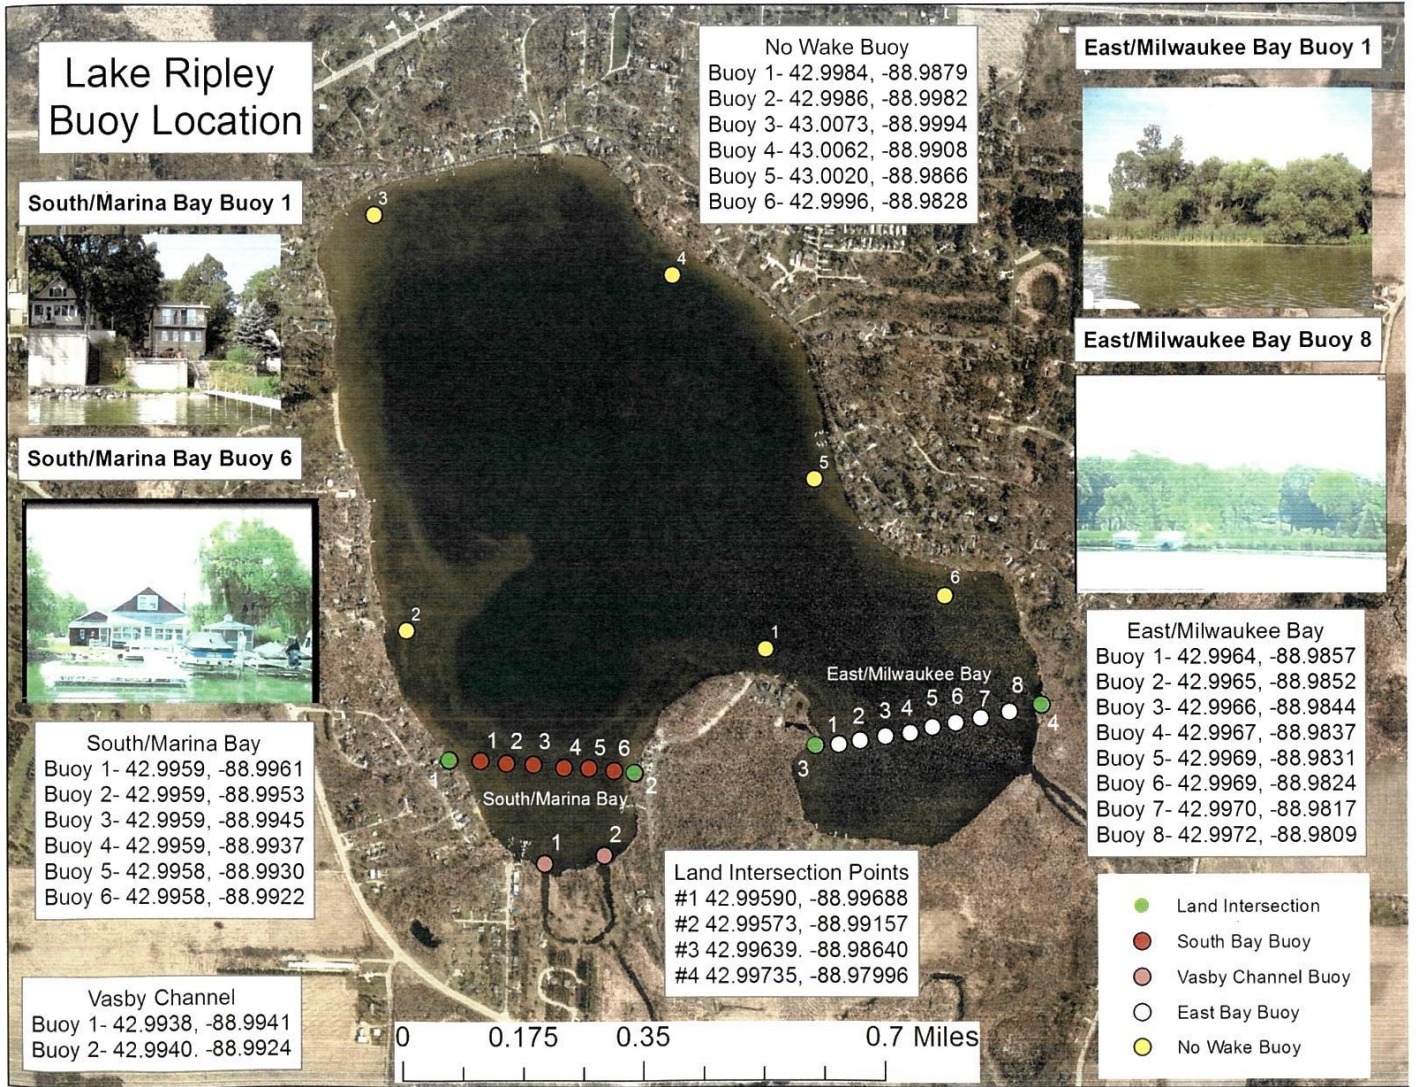 Lake Ripley
Buoy Location
South/Marina Bay Buoy 1
South/Marina Bay Buoy 6
South/Marina Bay
Buoy 1- 42.9959, -88.9961
Buoy 2- 42.9959, -88.9953
Buoy 3- 42.9959, -88.9945
Buoy 4- 42.9959, -88.9937
Buoy 5- 42.9958, -88.9930
Buoy 6- 42.9958, -88.9922
Vasby Channel
Buoy 1- 42.9938, -88.9941
Buoy 2- 42.9940. -88.9924
No Wake Buoy
Buoy 1- 42.9984, -88.9879
Buoy 2- 42.9986, -88.9982
Buoy 3- 43.0073, -88.9994
Buoy 4- 43.0062, -88.9908
Buoy 5- 43.0020, -88.9866
Buoy 6- 42.9996, -88.9828
3
4
5
6
2
1
East/Milwaukee Bay
1 2 3 4 5 6 7 8
3
4
1 2 3 4 5 6
1
2
South/Marina Bay
1 2
Land Intersection Points
#1 42.99590, -88.99688
#2 42.99573, -88.99157
#3 42.99639. -88.98640
#4 42.99735, -88.97996
0 0.175 0.35 0.7 Miles
East/Milwaukee Bay Buoy 1
East/Milwaukee Bay Buoy 8
East/Milwaukee Bay
Buoy 1- 42.9964, -88.9857
Buoy 2- 42.9965, -88.9852
Buoy 3- 42.9966, -88.9844
Buoy 4- 42.9967, -88.9837
Buoy 5- 42.9969, -88.9831
Buoy 6- 42.9969, -88.9824
Buoy 7- 42.9970, -88.9817
Buoy 8- 42.9972, -88.9809
Land Intersection
South Bay Buoy
Vasby Channel Buoy
East Bay Buoy
No Wake Buoy